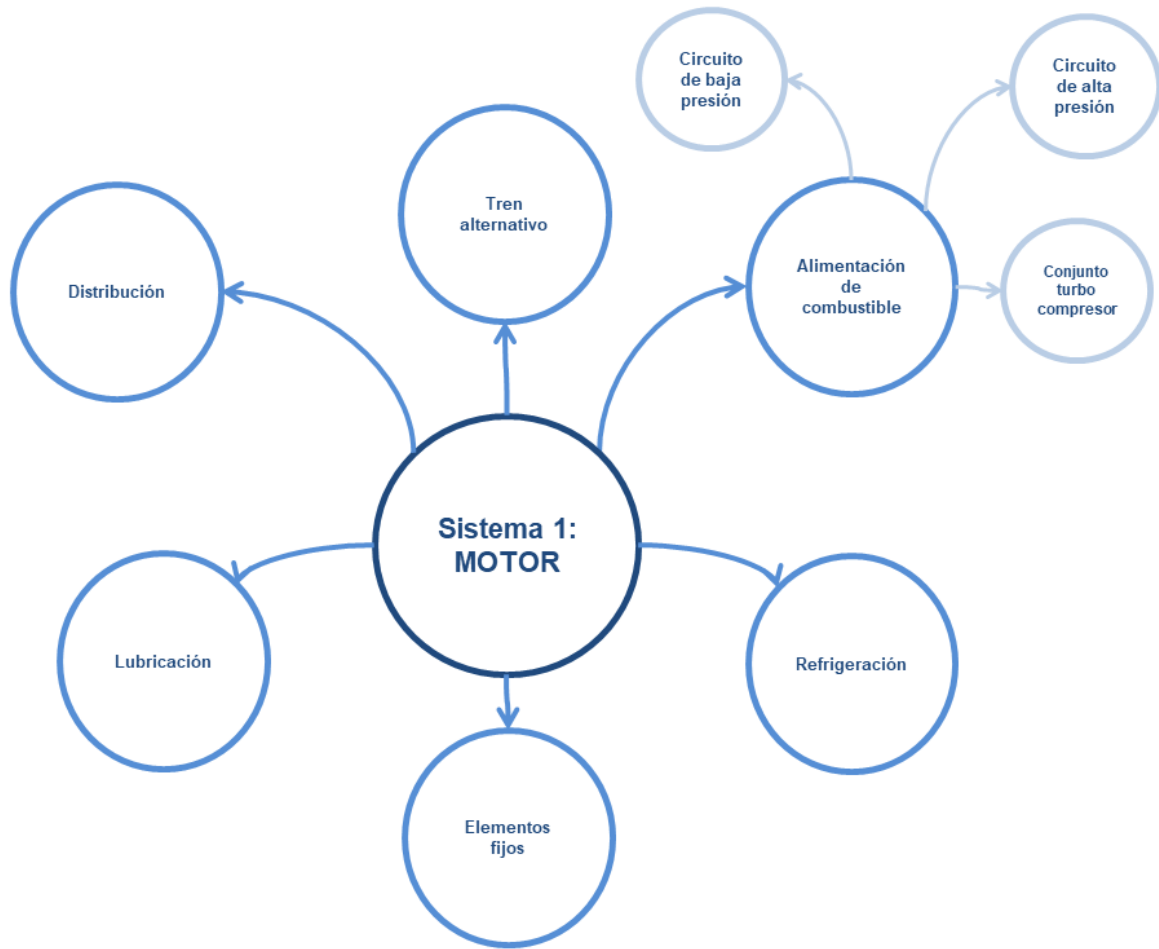 Circuito
de baja
presión
Circuito
de alta
presión
Tren
alternativo
Distribución
Alimentación
de
combustible
Conjunto
turbo
compresor
Sistema 1:
MOTOR
Lubricación
Refrigeración
Elementos
fijos